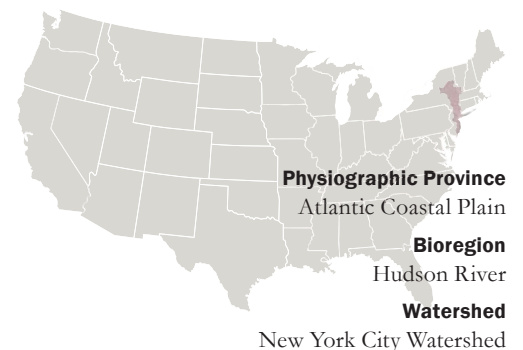 Physiographic Province
Atlantic Coastal Plain
Bioregion
Hudson River
Watershed
New York City Watershed